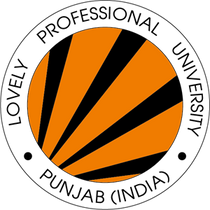 LOVELY PROFESSIONAL UNIVERSITY
PUNJAB (INDIA)